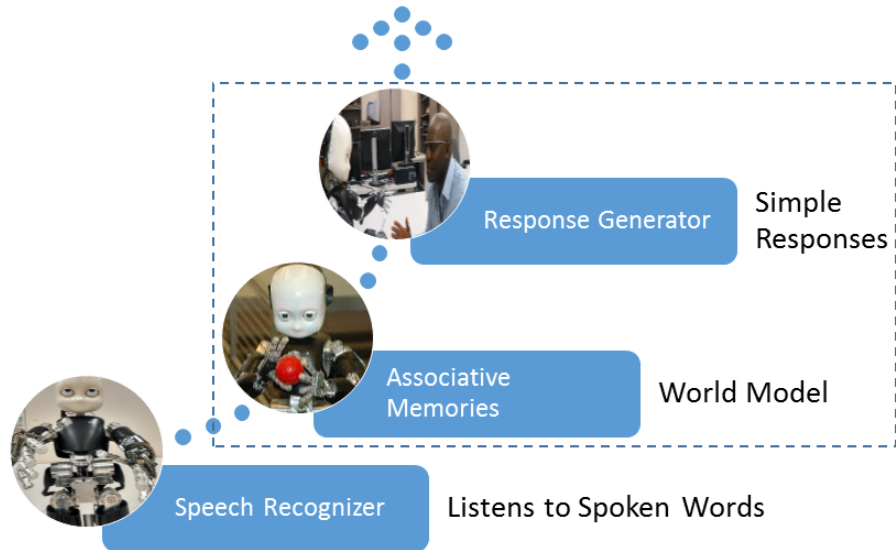 Response Generator
Simple
Responses
Associative
Memories
World Model
Speech Recognizer
Listens to Spoken Words